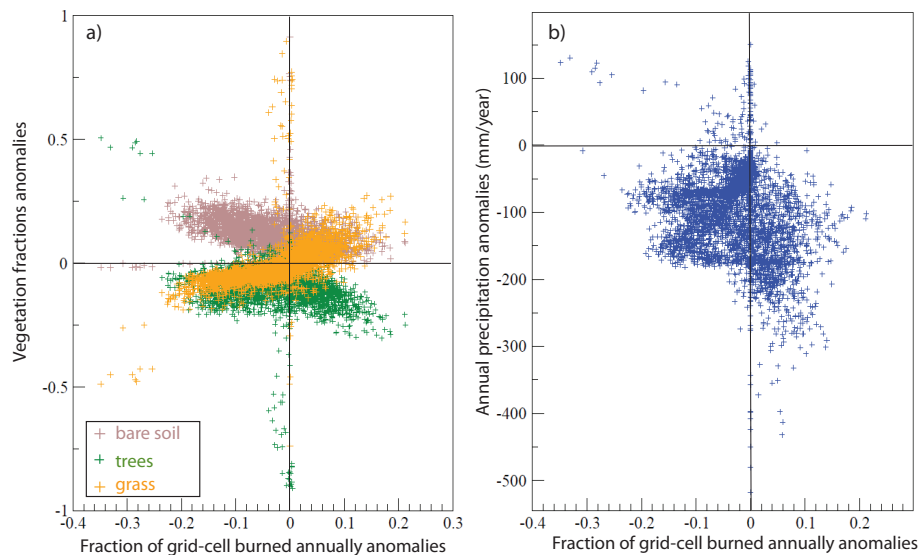 a)
Vegetation fractions anomalies
1
0.5
0
-0.5
-1
bare soil
trees
grass
-0.4 -0.3 -0.2 -0.1 0 0.1 0.2 0.3
Fraction of grid-cell burned annually anomalies
b)
Annual precipitation anomalies (mm/year)
100
0
-100
-200
-300
-400
-500
-0.4 -0.3 -0.2 -0.1 0 0.1 0.2
Fraction of grid-cell burned annually anomalies